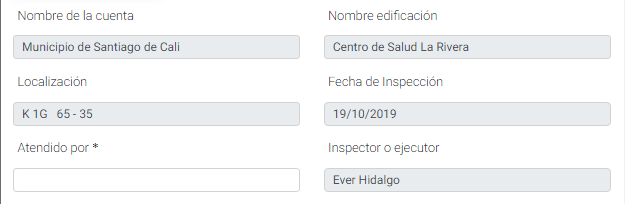 Nombre de la cuenta
Nombre edificación
Municipio de Santiago de Cali
Centro de Salud La Rivera
Localización
Fecha de Inspección
K 1G 65 - 35
19/10/2019
Atendido por *
Inspector o ejecutor
Ever Hidalgo